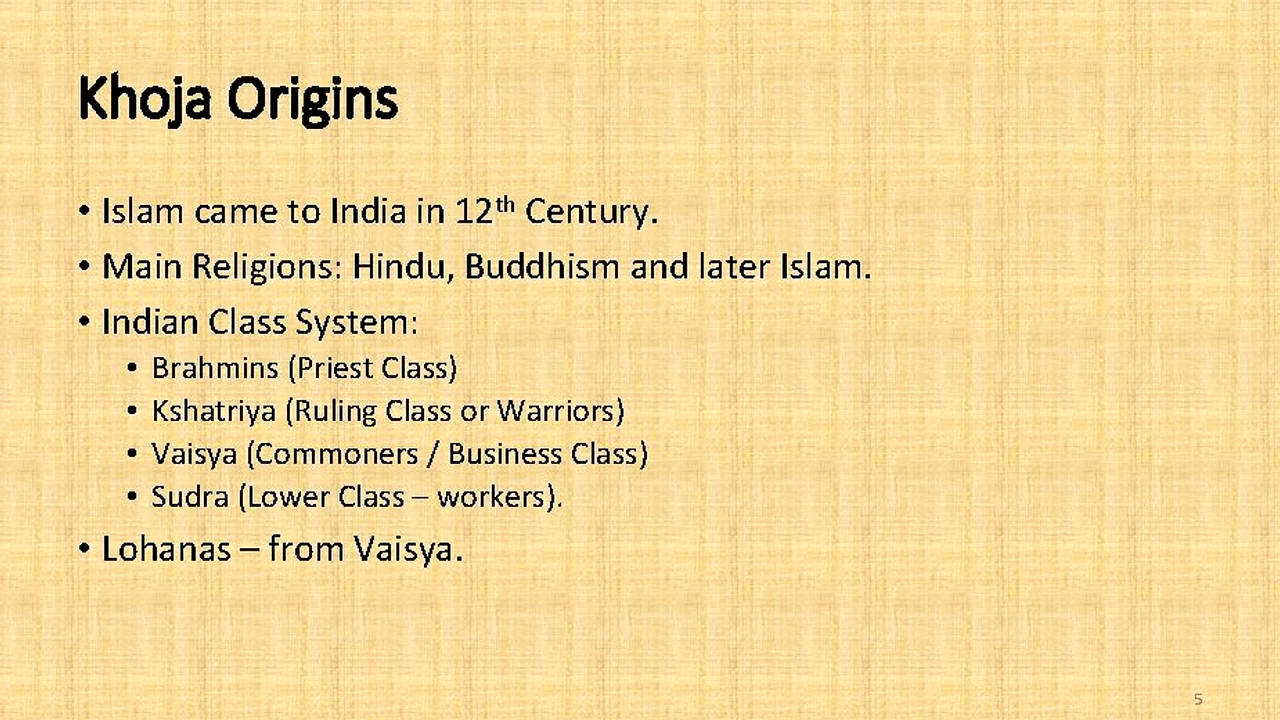 Khoja Origins
• Islam came to India in 12th Century.
• Main Religions: Hindu, Buddhism and later Islam.
• Indian Class System:
• Brahmins (Priest Class)
• Kshatriya (Ruling Class or Warriors)
• Vaisya (Commoners / Business Class)
• Sudra (Lower Class – workers).
• Lohanas – from Vaisya.
5